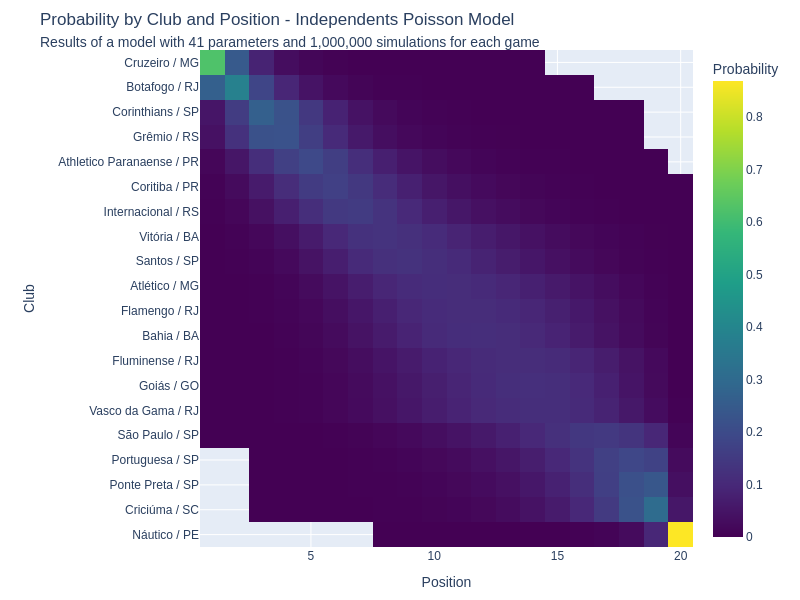 Probability by Club and Position - Independents Poisson Model
Results of a model with 41 parameters and 1,000,000 simulations for each game
Probability
Club
Cruzeiro / MG
Botafogo / RJ
Corinthians / SP
Grêmio / RS
Athletico Paranaense / PR
Coritiba / PR
Internacional / RS
Vitória / BA
Santos / SP
Atlético / MG
Flamengo / RJ
Bahia / BA
Fluminense / RJ
Goiás / GO
Vasco da Gama / RJ
São Paulo / SP
Portuguesa / SP
Ponte Preta / SP
Criciúma / SC
Náutico / PE
0.8
0.7
0.6
0.5
0.4
0.3
0.2
0.1
0
5
10
15
20
Position